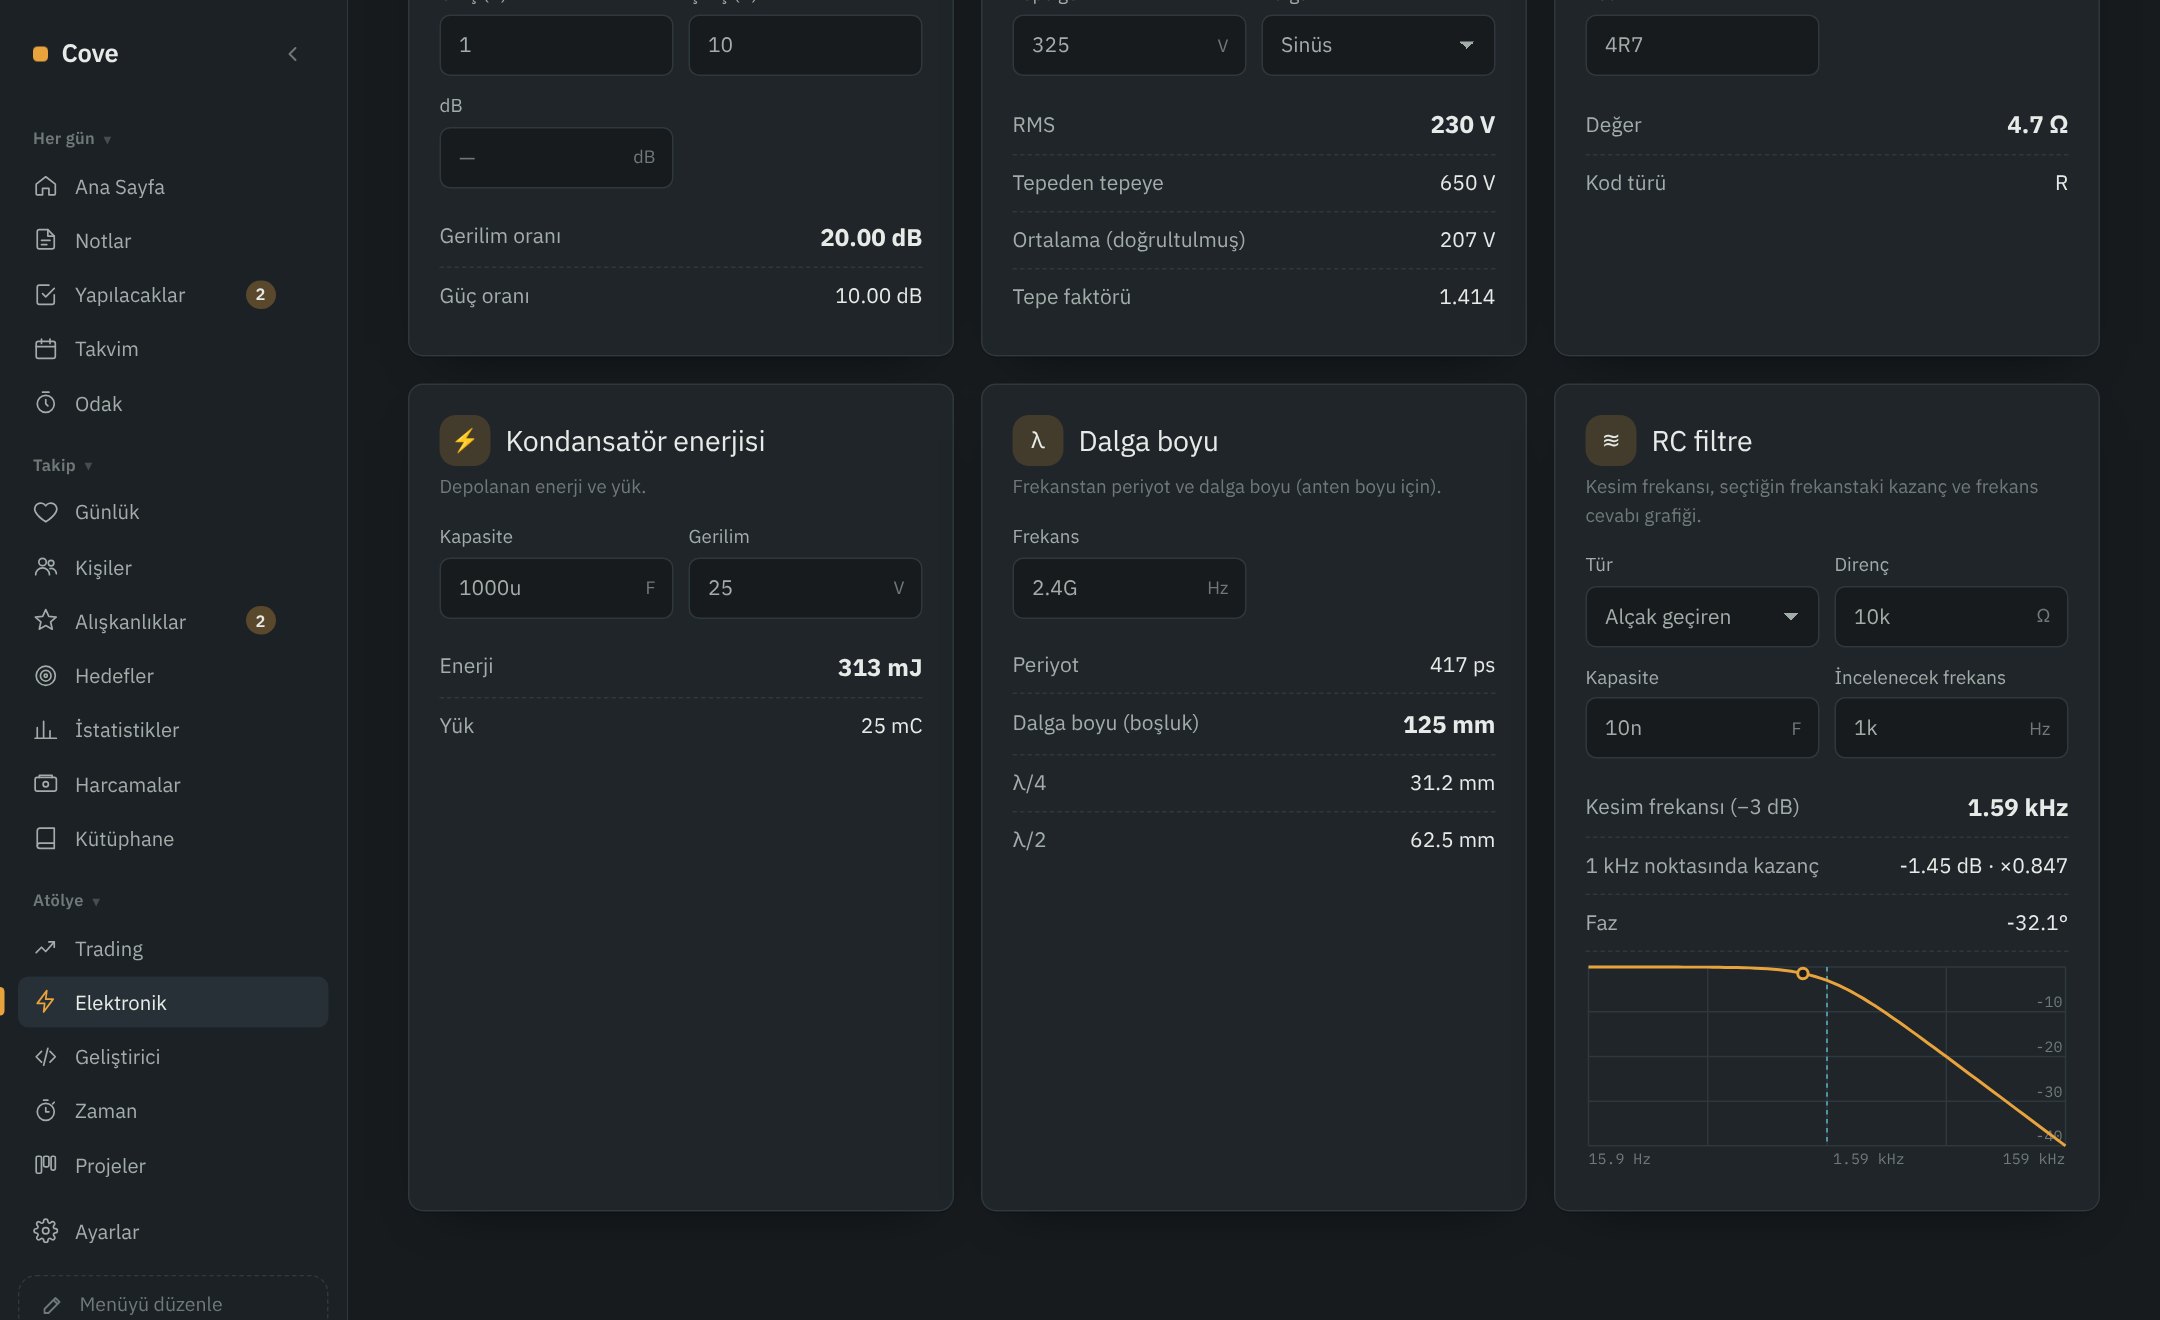 Cove
Her gün
Ana Sayfa
Notlar
Yapılacaklar 2
Takvim
Odak
Takip
Günlük
Kişiler
Alışkanlıklar 2
Hedefler
İstatistikler
Harcamalar
Kütüphane
Atölye
Trading
Elektronik
Geliştirici
Zaman
Projeler
Ayarlar
Menüyü düzenle
1 10
dB
— dB
Gerilim oranı 20.00 dB
Güç oranı 10.00 dB
325 V Sinüs
RMS 230 V
Tepeden tepeye 650 V
Ortalama (doğrultulmuş) 207 V
Tepe faktörü 1.414
4R7
Değer 4.7 Ω
Kod türü R
Kondansatör enerjisi
Depolanan enerji ve yük.
Kapasite Gerilim
1000u F 25 V
Enerji 313 mJ
Yük 25 mC
λ Dalga boyu
Frekanstan periyot ve dalga boyu (anten boyu için).
Frekans
2.4G Hz
Periyot 417 ps
Dalga boyu (boşluk) 125 mm
λ/4 31.2 mm
λ/2 62.5 mm
≋ RC filtre
Kesim frekansı, seçtiğin frekanstaki kazanç ve frekans
cevabı grafiği.
Tür Direnç
Alçak geçiren 10k Ω
Kapasite İncelenecek frekans
10n F 1k Hz
Kesim frekansı (−3 dB) 1.59 kHz
1 kHz noktasında kazanç -1.45 dB · ×0.847
Faz -32.1°
-10
-20
-30
-40
15.9 Hz 1.59 kHz 159 kHz